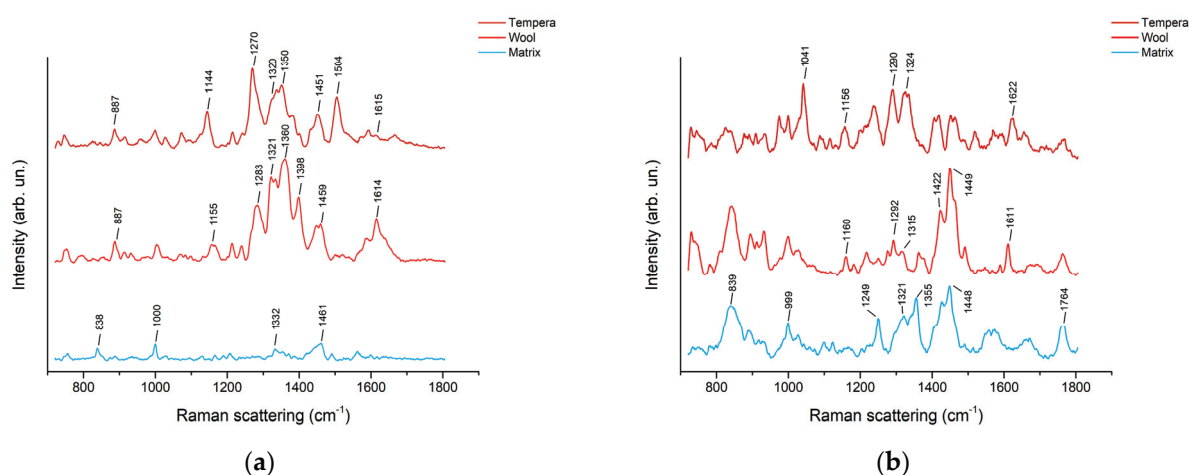 Tempera
Wool
Matrix
Intensity (arb. un.)
887
1144
1270
1320
1350
1451
1504
1615
887
1155
1283
1321
1360
1398
1459
1614
838
1000
1332
1461
800 1000 1200 1400 1600 1800
Raman scattering (cm⁻¹)
(a)
Tempera
Wool
Matrix
Intensity (arb. un.)
1041
1156
1290
1324
1622
1160
1292
1315
1422
1449
1611
839
999
1249
1321
1355
1448
1764
800 1000 1200 1400 1600 1800
Raman scattering (cm⁻¹)
(b)